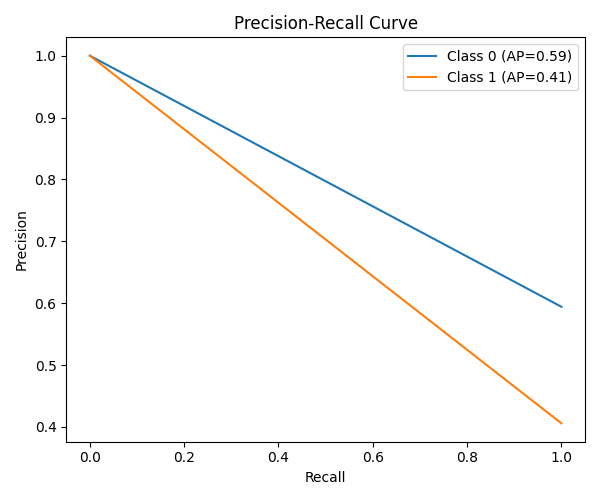 Precision-Recall Curve
Class 0 (AP=0.59)
Class 1 (AP=0.41)
Precision
1.0
0.9
0.8
0.7
0.6
0.5
0.4
0.0 0.2 0.4 0.6 0.8 1.0
Recall